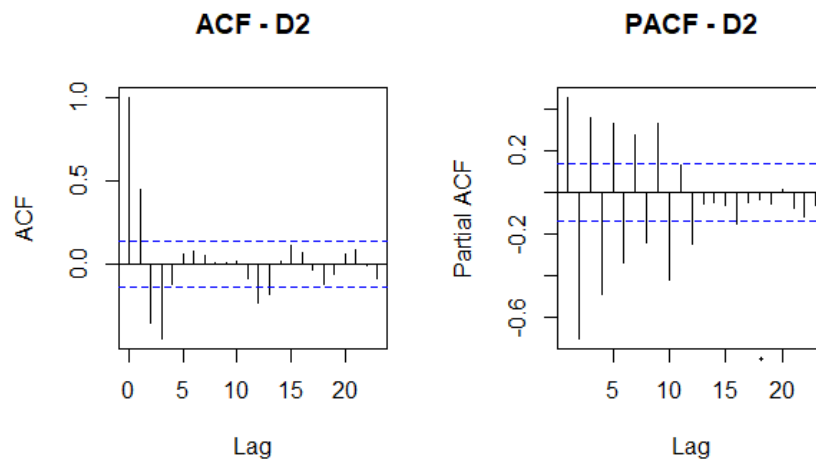 ACF - D2
ACF
1.0
0.5
0.0
0 5 10 15 20
Lag
PACF - D2
Partial ACF
0.2
-0.2
-0.6
5 10 15 20
Lag